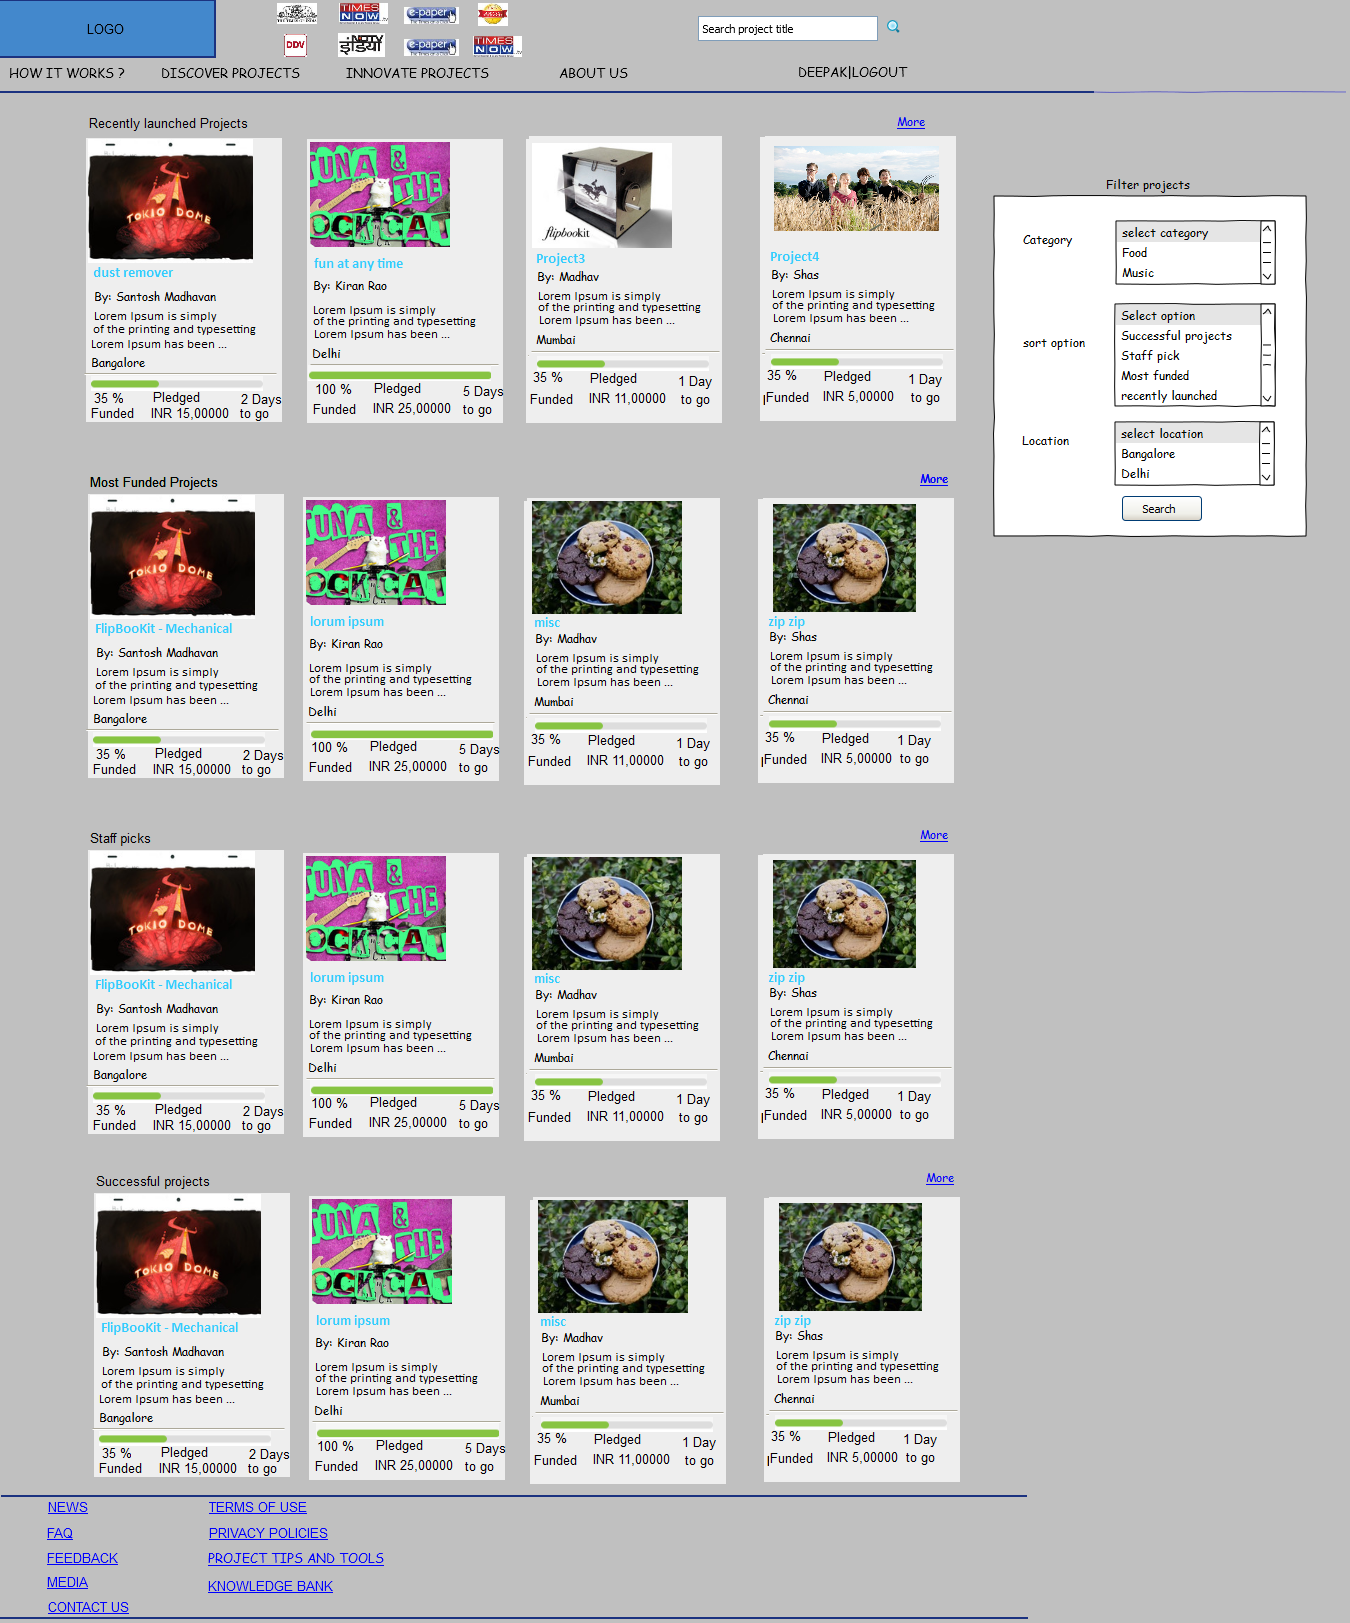 LOGO
TIMES
NOW
e-paper
DDV
NDTV
इंडिया
e-paper
TIMES
NOW
Search project title
HOW IT WORKS ?
DISCOVER PROJECTS
INNOVATE PROJECTS
ABOUT US
DEEPAK|LOGOUT
Recently launched Projects
More
TOKIO DOME
dust remover
By: Santosh Madhavan
Lorem Ipsum is simply
of the printing and typesetting
Lorem Ipsum has been ...
Bangalore
35 % Pledged 2 Days
Funded INR 15,00000 to go
TUNA & THE ROCK CAT
fun at any time
By: Kiran Rao
Lorem Ipsum is simply
of the printing and typesetting
Lorem Ipsum has been ...
Delhi
100 % Pledged 5 Days
Funded INR 25,00000 to go
flipbookit
Project3
By: Madhav
Lorem Ipsum is simply
of the printing and typesetting
Lorem Ipsum has been ...
Mumbai
35 % Pledged 1 Day
Funded INR 11,00000 to go
Project4
By: Shas
Lorem Ipsum is simply
of the printing and typesetting
Lorem Ipsum has been ...
Chennai
35 % Pledged 1 Day
Funded INR 5,00000 to go
Filter projects
Category
select category
Food
Music
sort option
Select option
Successful projects
Staff pick
Most funded
recently launched
Location
select location
Bangalore
Delhi
Search
Most Funded Projects
More
TOKIO DOME
FlipBooKit - Mechanical
By: Santosh Madhavan
Lorem Ipsum is simply
of the printing and typesetting
Lorem Ipsum has been ...
Bangalore
35 % Pledged 2 Days
Funded INR 15,00000 to go
TUNA & THE ROCK CAT
lorum ipsum
By: Kiran Rao
Lorem Ipsum is simply
of the printing and typesetting
Lorem Ipsum has been ...
Delhi
100 % Pledged 5 Days
Funded INR 25,00000 to go
misc
By: Madhav
Lorem Ipsum is simply
of the printing and typesetting
Lorem Ipsum has been ...
Mumbai
35 % Pledged 1 Day
Funded INR 11,00000 to go
zip zip
By: Shas
Lorem Ipsum is simply
of the printing and typesetting
Lorem Ipsum has been ...
Chennai
35 % Pledged 1 Day
Funded INR 5,00000 to go
Staff picks
More
TOKIO DOME
FlipBooKit - Mechanical
By: Santosh Madhavan
Lorem Ipsum is simply
of the printing and typesetting
Lorem Ipsum has been ...
Bangalore
35 % Pledged 2 Days
Funded INR 15,00000 to go
TUNA & THE ROCK CAT
lorum ipsum
By: Kiran Rao
Lorem Ipsum is simply
of the printing and typesetting
Lorem Ipsum has been ...
Delhi
100 % Pledged 5 Days
Funded INR 25,00000 to go
misc
By: Madhav
Lorem Ipsum is simply
of the printing and typesetting
Lorem Ipsum has been ...
Mumbai
35 % Pledged 1 Day
Funded INR 11,00000 to go
zip zip
By: Shas
Lorem Ipsum is simply
of the printing and typesetting
Lorem Ipsum has been ...
Chennai
35 % Pledged 1 Day
Funded INR 5,00000 to go
Successful projects
More
TOKIO DOME
FlipBooKit - Mechanical
By: Santosh Madhavan
Lorem Ipsum is simply
of the printing and typesetting
Lorem Ipsum has been ...
Bangalore
35 % Pledged 2 Days
Funded INR 15,00000 to go
TUNA & THE ROCK CAT
lorum ipsum
By: Kiran Rao
Lorem Ipsum is simply
of the printing and typesetting
Lorem Ipsum has been ...
Delhi
100 % Pledged 5 Days
Funded INR 25,00000 to go
misc
By: Madhav
Lorem Ipsum is simply
of the printing and typesetting
Lorem Ipsum has been ...
Mumbai
35 % Pledged 1 Day
Funded INR 11,00000 to go
zip zip
By: Shas
Lorem Ipsum is simply
of the printing and typesetting
Lorem Ipsum has been ...
Chennai
35 % Pledged 1 Day
Funded INR 5,00000 to go
NEWS
FAQ
FEEDBACK
MEDIA
CONTACT US
TERMS OF USE
PRIVACY POLICIES
PROJECT TIPS AND TOOLS
KNOWLEDGE BANK